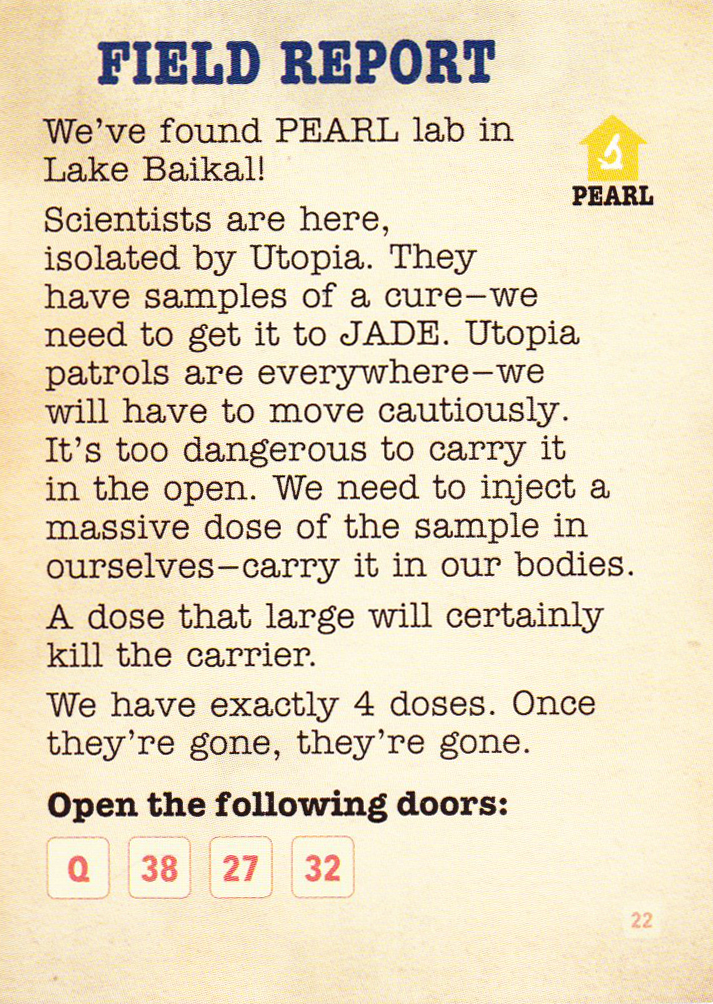 FIELD REPORT
We've found PEARL lab in
Lake Baikal!
PEARL
Scientists are here,
isolated by Utopia. They
have samples of a cure—we
need to get it to JADE. Utopia
patrols are everywhere—we
will have to move cautiously.
It's too dangerous to carry it
in the open. We need to inject a
massive dose of the sample in
ourselves—carry it in our bodies.
A dose that large will certainly
kill the carrier.
We have exactly 4 doses. Once
they're gone, they're gone.
Open the following doors:
Q 38 27 32
22